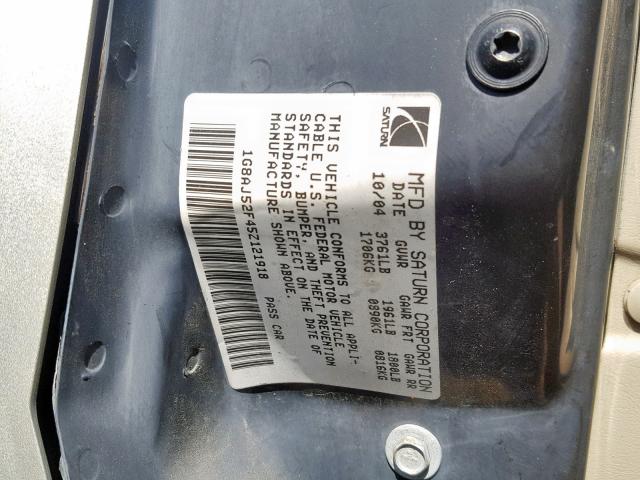 SATURN
MFD BY SATURN CORPORATION
DATE GVWR GAWR FRT GAWR RR
10/04 3761LB 1961LB 1800LB
1706KG 0890KG 0816KG
THIS VEHICLE CONFORMS TO ALL APPLI-
CABLE U.S. FEDERAL MOTOR VEHICLE
SAFETY, BUMPER, AND THEFT PREVENTION
STANDARDS IN EFFECT ON THE DATE OF
MANUFACTURE SHOWN ABOVE.
1G8AJ52F45Z121918 PASS CAR